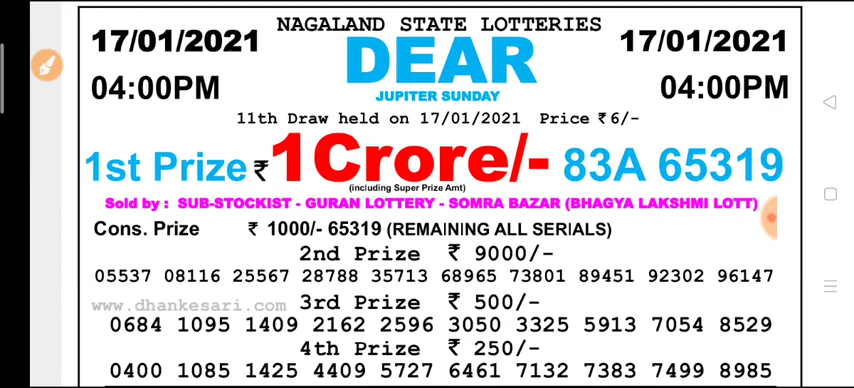 NAGALAND STATE LOTTERIES
17/01/2021 DEAR 17/01/2021
04:00PM JUPITER SUNDAY 04:00PM
11th Draw held on 17/01/2021 Price ₹ 6/-
1st Prize ₹ 1 Crore/- 83A 65319
(including Super Prize Amt)
Sold by : SUB-STOCKIST - GURAN LOTTERY - SOMRA BAZAR (BHAGYA LAKSHMI LOTT)
Cons. Prize ₹ 1000/- 65319 (REMAINING ALL SERIALS)
2nd Prize ₹ 9000/-
05537 08116 25567 28788 35713 68965 73801 89451 92302 96147
www.dhankesari.com 3rd Prize ₹ 500/-
0684 1095 1409 2162 2596 3050 3325 5913 7054 8529
4th Prize ₹ 250/-
0400 1085 1425 4409 5727 6461 7132 7383 7499 8985